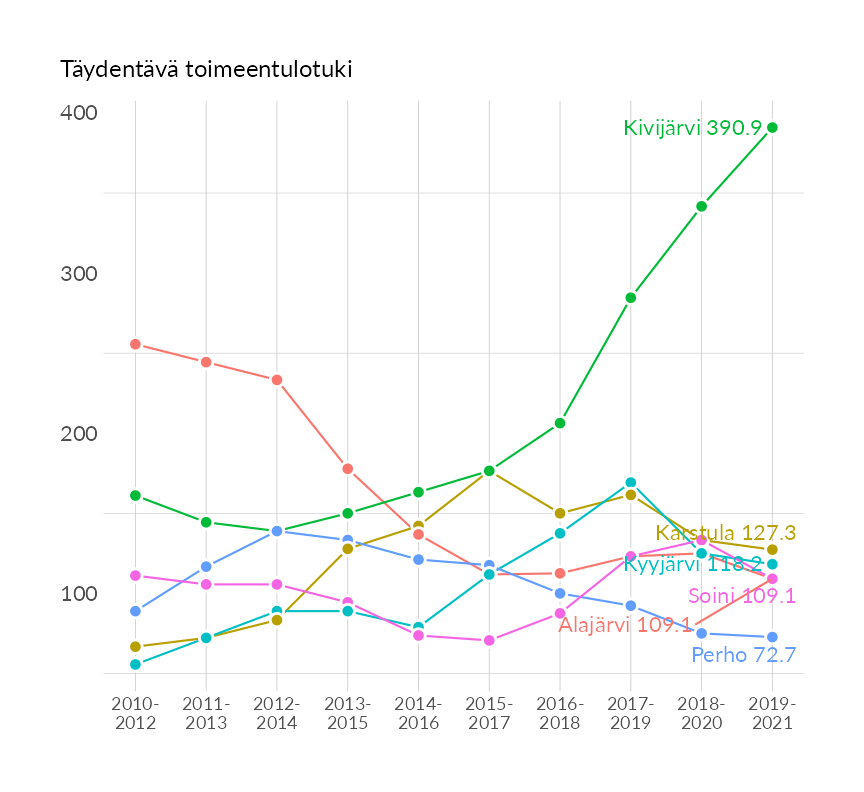 Täydentävä toimeentulotuki
400
Kivijärvi 390.9
300
200
Karstula 127.3
Kyyjärvi 118.2
100
Soini 109.1
Alajärvi 109.1
Perho 72.7
2010- 2011- 2012- 2013- 2014- 2015- 2016- 2017- 2018- 2019-
2012 2013 2014 2015 2016 2017 2018 2019 2020 2021